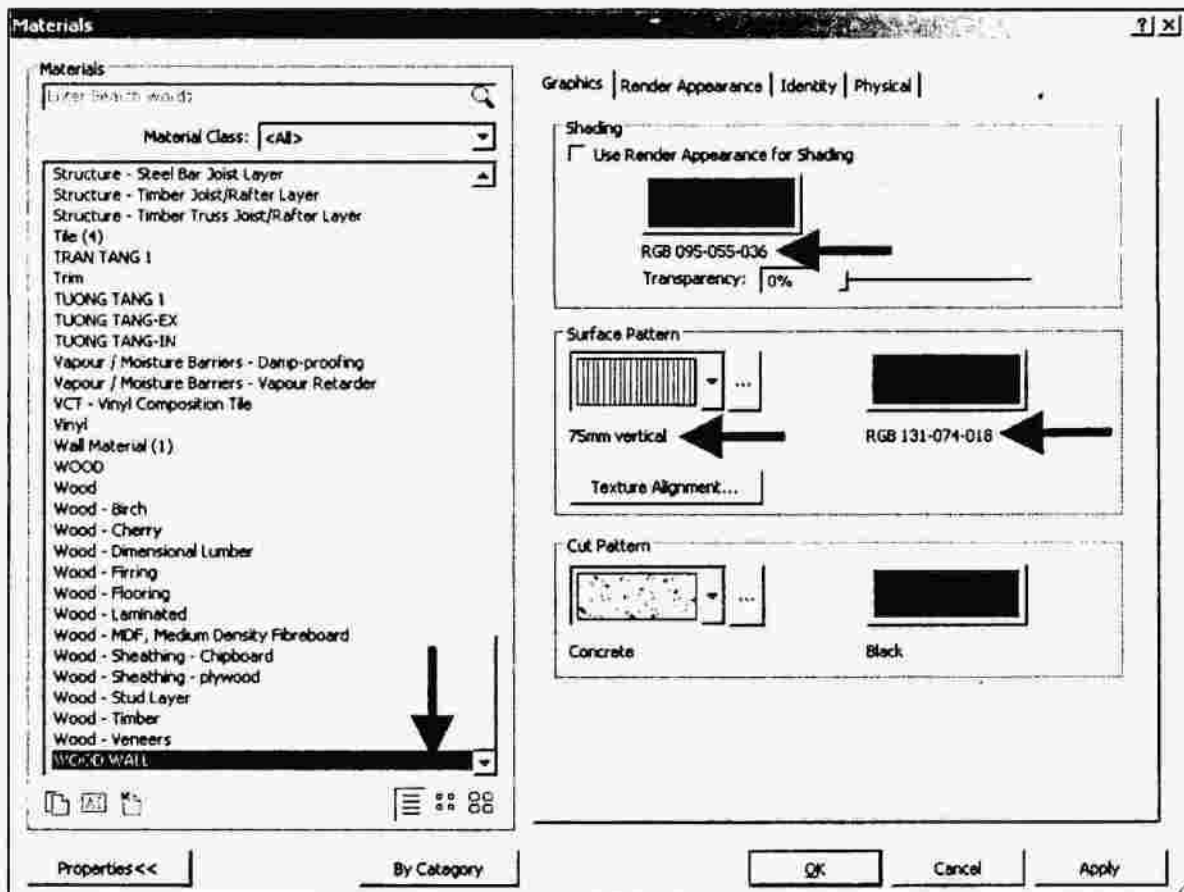 Materials
Materials
Enter Search words
Material Class: <All>
Structure - Steel Bar Joist Layer
Structure - Timber Joist/Rafter Layer
Structure - Timber Truss Joist/Rafter Layer
Tile (4)
TRAN TANG 1
Trim
TUONG TANG 1
TUONG TANG-EX
TUONG TANG-IN
Vapour / Moisture Barriers - Damp-proofing
Vapour / Moisture Barriers - Vapour Retarder
VCT - Vinyl Composition Tile
Vinyl
Wall Material (1)
WOOD
Wood
Wood - Birch
Wood - Cherry
Wood - Dimensional Lumber
Wood - Firring
Wood - Flooring
Wood - Laminated
Wood - MDF, Medium Density Fibreboard
Wood - Sheathing - Chipboard
Wood - Sheathing - plywood
Wood - Stud Layer
Wood - Timber
Wood - Veneers
WOOD WALL
Properties<<
By Category
Graphics
Render Appearance
Identity
Physical
Shading
Use Render Appearance for Shading
RGB 095-055-036
Transparency: 0%
Surface Pattern
75mm vertical
RGB 131-074-018
Texture Alignment...
Cut Pattern
Concrete
Black
OK
Cancel
Apply